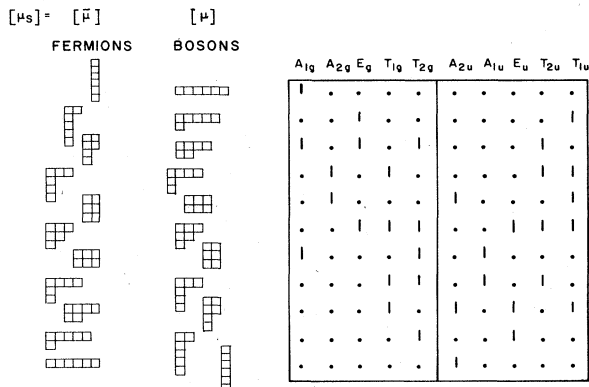 [μs] = [μ̃] [μ]
FERMIONS BOSONS
A1g A2g Eg T1g T2g A2u A1u Eu T2u T1u
| • • • • • • • • •
• • | • • • • • • |
| • | • | • • • | •
• | • | • • • • | |
• | • • • | • • • |
• • | | | • • | | |
| • • • | • | • • •
• • • | | • | • | •
• • • | • | • | • |
• • • • | • • | • •
• • • • • | • • • •